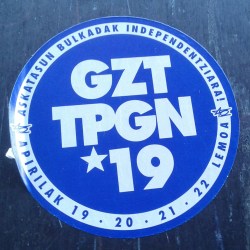 ASKATASUN BULKADAK INDEPENDENTZIARA!
GZT
TPGN
★19
APIRILAK 19 · 20 · 21 · 22 LEMOA